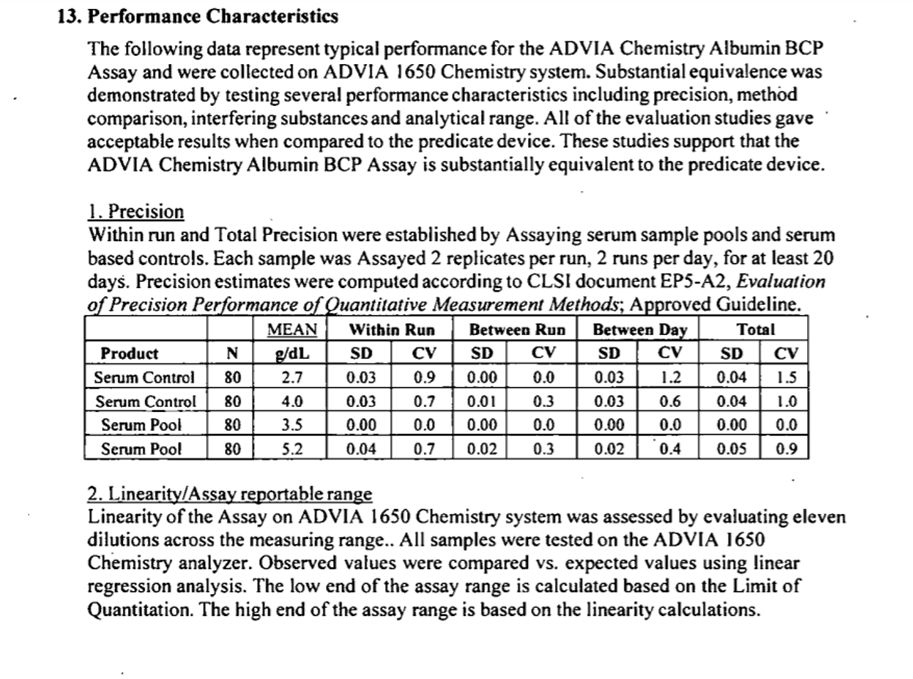 13. Performance Characteristics
The following data represent typical performance for the ADVIA Chemistry Albumin BCP
Assay and were collected on ADVIA 1650 Chemistry system. Substantial equivalence was
demonstrated by testing several performance characteristics including precision, method
comparison, interfering substances and analytical range. All of the evaluation studies gave
acceptable results when compared to the predicate device. These studies support that the
ADVIA Chemistry Albumin BCP Assay is substantially equivalent to the predicate device.
1. Precision
Within run and Total Precision were established by Assaying serum sample pools and serum
based controls. Each sample was Assayed 2 replicates per run, 2 runs per day, for at least 20
days. Precision estimates were computed according to CLSI document EP5-A2, Evaluation
of Precision Performance of Quantitative Measurement Methods; Approved Guideline.
MEAN Within Run Between Run Between Day Total
Product N g/dL SD CV SD CV SD CV SD CV
Serum Control 80 2.7 0.03 0.9 0.00 0.0 0.03 1.2 0.04 1.5
Serum Control 80 4.0 0.03 0.7 0.01 0.3 0.03 0.6 0.04 1.0
Serum Pool 80 3.5 0.00 0.0 0.00 0.0 0.00 0.0 0.00 0.0
Serum Pool 80 5.2 0.04 0.7 0.02 0.3 0.02 0.4 0.05 0.9
2. Linearity/Assay reportable range
Linearity of the Assay on ADVIA 1650 Chemistry system was assessed by evaluating eleven
dilutions across the measuring range.. All samples were tested on the ADVIA 1650
Chemistry analyzer. Observed values were compared vs. expected values using linear
regression analysis. The low end of the assay range is calculated based on the Limit of
Quantitation. The high end of the assay range is based on the linearity calculations.